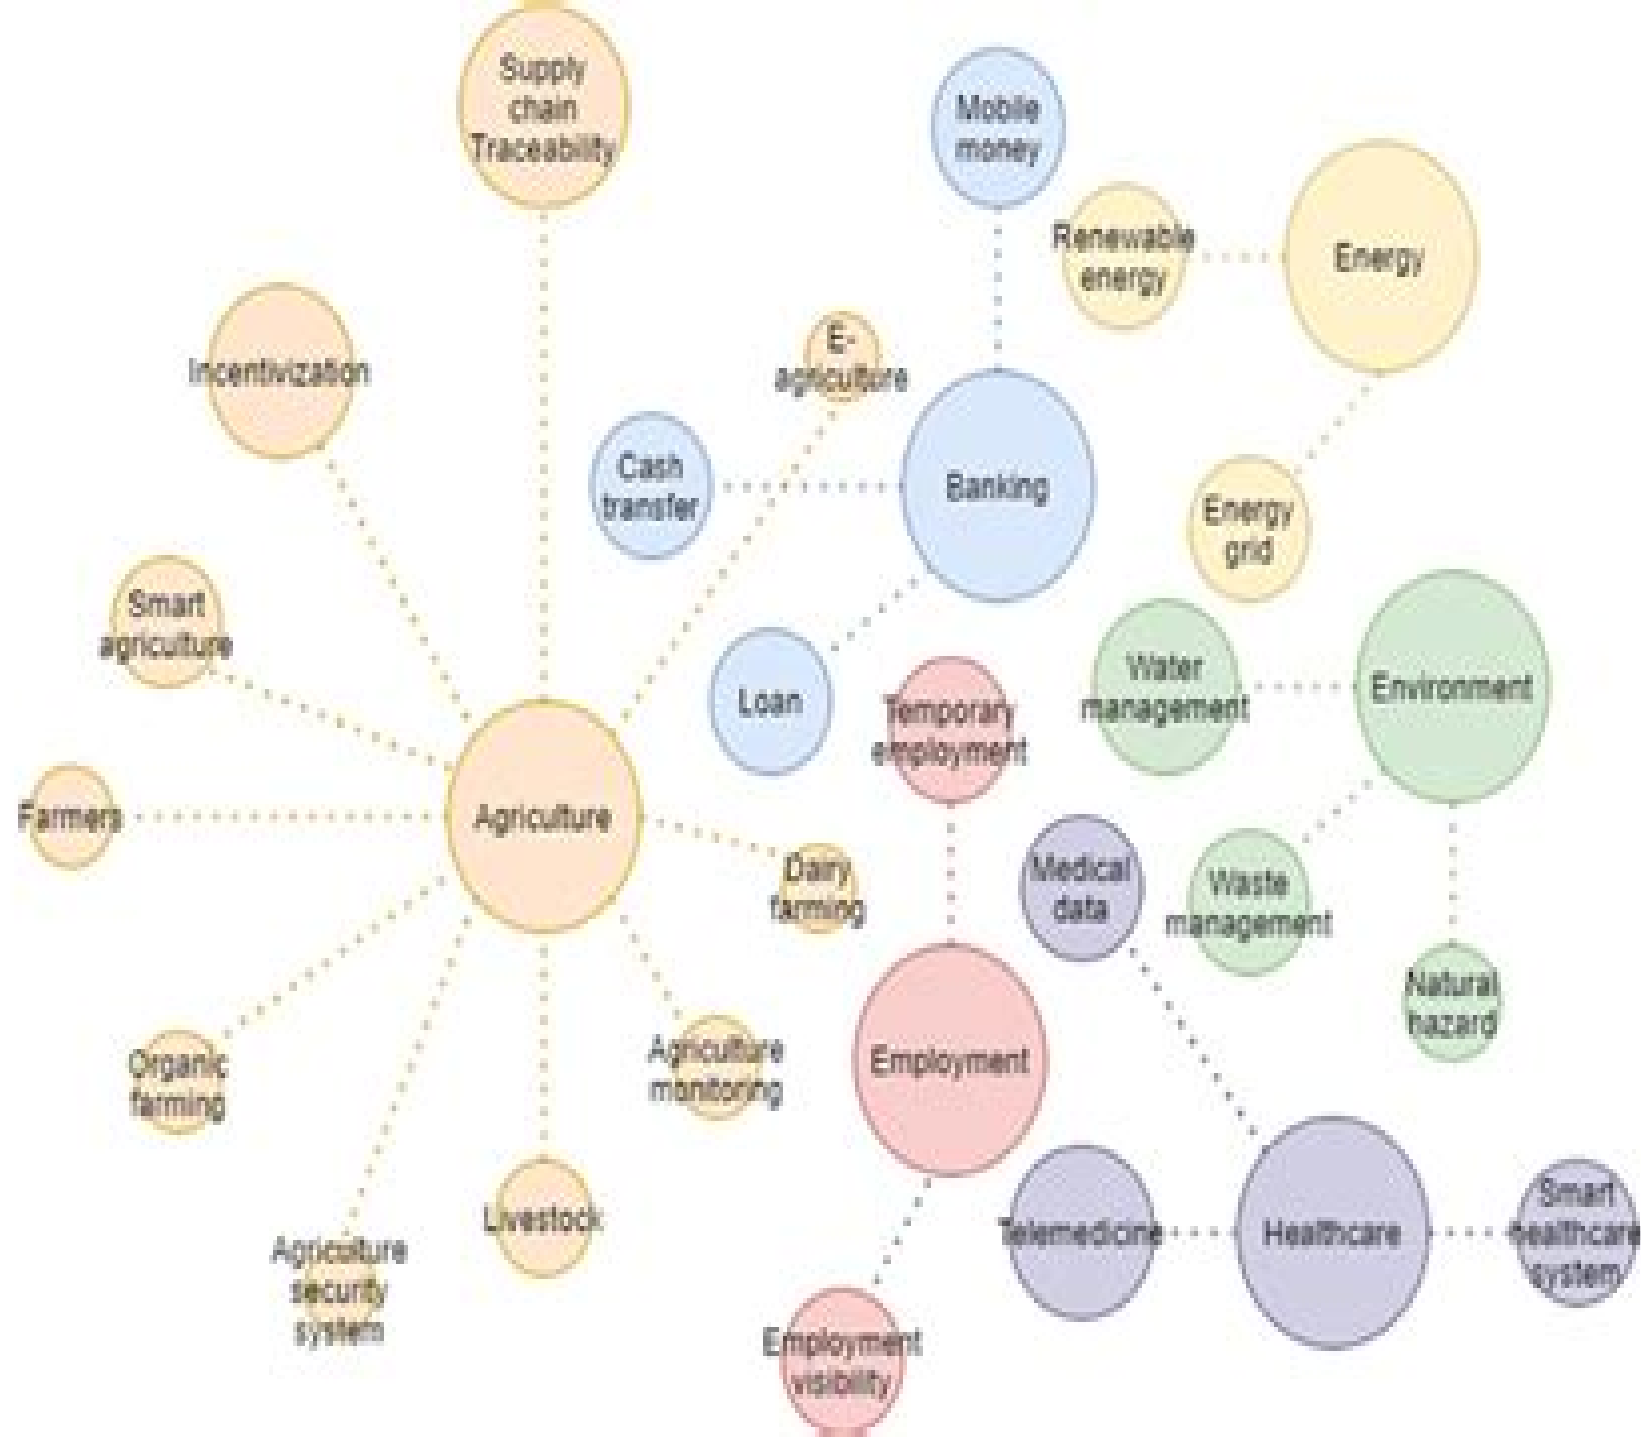 Supply
chain
Traceability
Mobile
money
Renewable
energy
Energy
Incentivization
E-
agriculture
Cash
transfer
Banking
Energy
grid
Smart
agriculture
Loan
Temporary
employment
Water
management
Environment
Farmers
Agriculture
Dairy
farming
Medical
data
Waste
management
Natural
hazard
Organic
farming
Agriculture
monitoring
Employment
Agriculture
security
system
Livestock
Telemedicine
Healthcare
Smart
healthcare
system
Employment
visibility